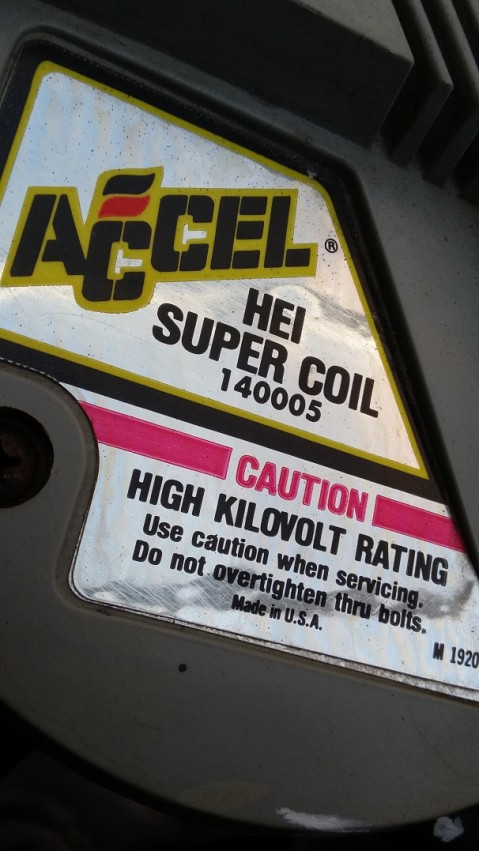 ACCEL ®
HEI
SUPER COIL
140005
CAUTION
HIGH KILOVOLT RATING
Use caution when servicing.
Do not overtighten thru bolts.
Made in U.S.A.
M 1920